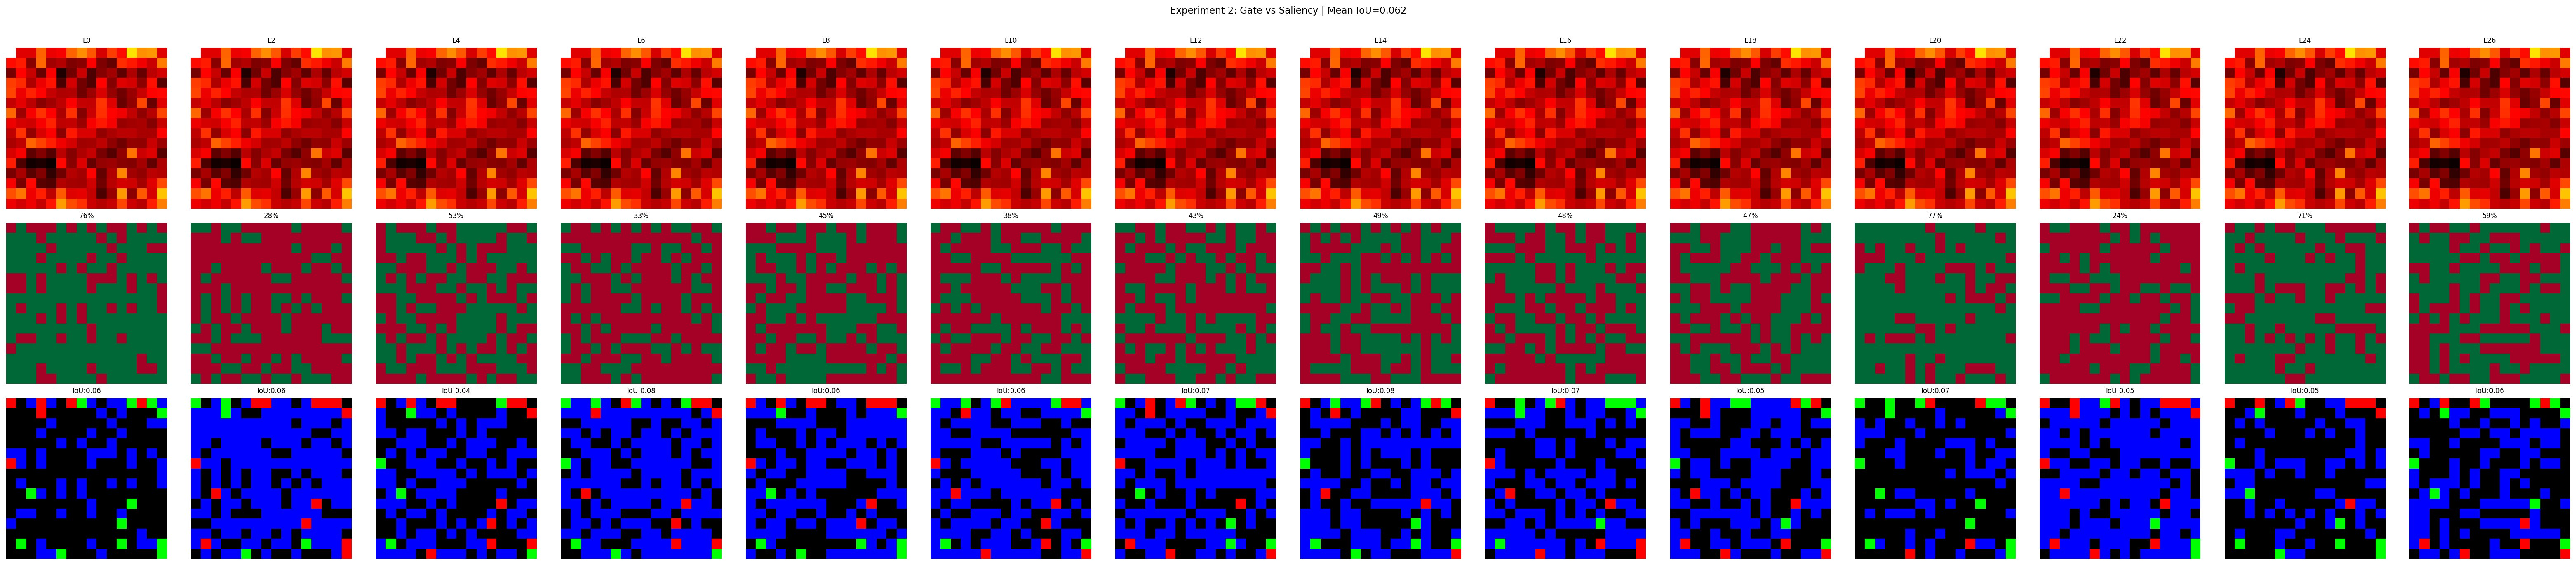 Experiment 2: Gate vs Saliency | Mean IoU=0.062
L0 L2 L4 L6 L8 L10 L12 L14 L16 L18 L20 L22 L24 L26
76% 28% 53% 33% 45% 38% 43% 49% 48% 47% 77% 24% 71% 59%
IoU:0.06 IoU:0.06 IoU:0.04 IoU:0.08 IoU:0.06 IoU:0.06 IoU:0.07 IoU:0.08 IoU:0.07 IoU:0.05 IoU:0.07 IoU:0.05 IoU:0.05 IoU:0.06